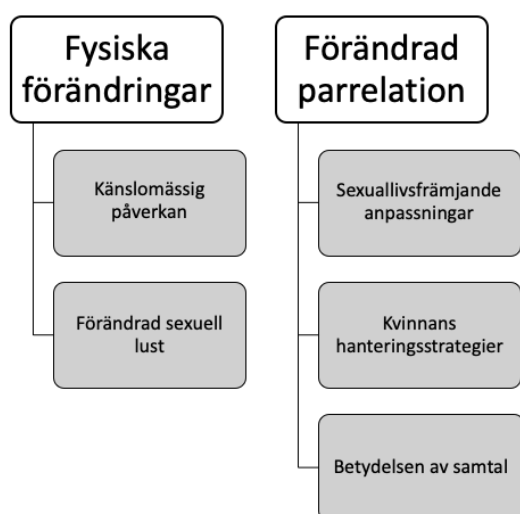 Fysiska
förändringar
Känslomässig
påverkan
Förändrad sexuell
lust
Förändrad
parrelation
Sexuallivsfrämjande
anpassningar
Kvinnans
hanteringsstrategier
Betydelsen av samtal